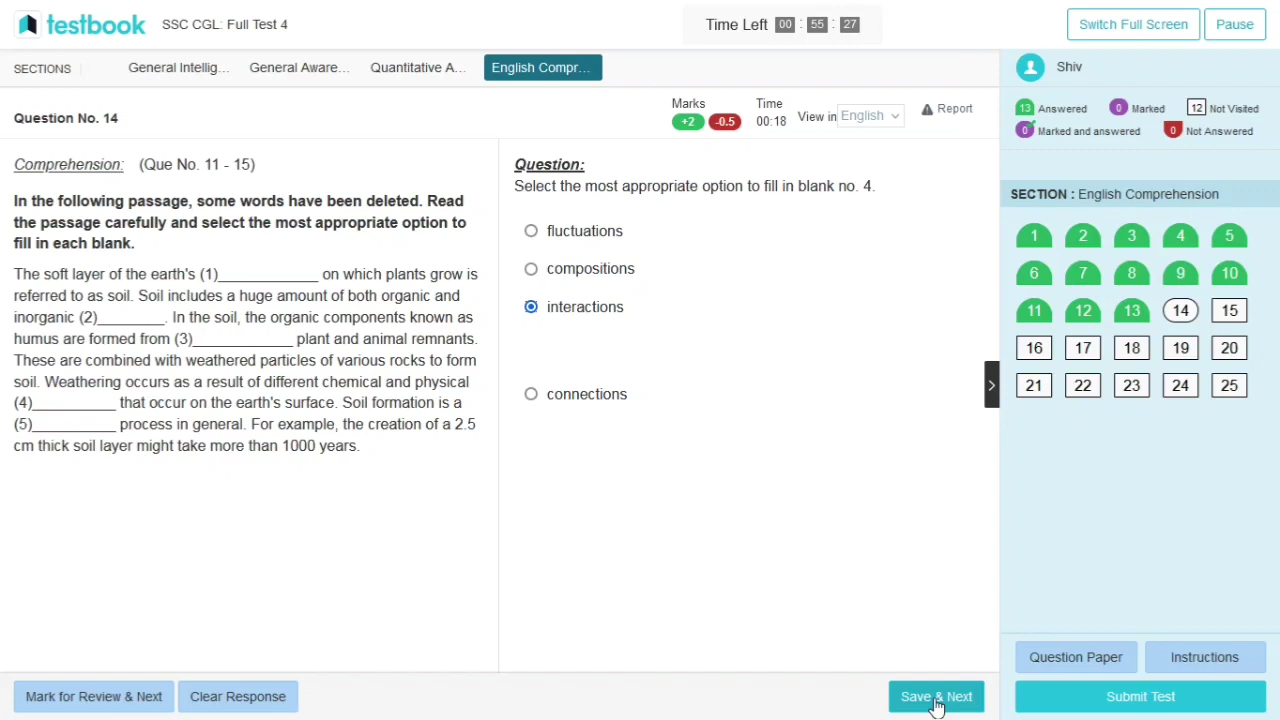 testbook
SSC CGL: Full Test 4
Time Left 00 : 55 : 27
Switch Full Screen
Pause
SECTIONS
General Intellig...
General Aware...
Quantitative A...
English Compr...
Shiv
Question No. 14
Marks
+2
-0.5
Time
00:18
View in
English
Report
13 Answered
0 Marked
12 Not Visited
0 Marked and answered
0 Not Answered
Comprehension: (Que No. 11 - 15)
In the following passage, some words have been deleted. Read
the passage carefully and select the most appropriate option to
fill in each blank.
The soft layer of the earth's (1)____________ on which plants grow is
referred to as soil. Soil includes a huge amount of both organic and
inorganic (2)________. In the soil, the organic components known as
humus are formed from (3)____________ plant and animal remnants.
These are combined with weathered particles of various rocks to form
soil. Weathering occurs as a result of different chemical and physical
(4)__________ that occur on the earth's surface. Soil formation is a
(5)__________ process in general. For example, the creation of a 2.5
cm thick soil layer might take more than 1000 years.
Question:
Select the most appropriate option to fill in blank no. 4.
fluctuations
compositions
interactions
connections
SECTION : English Comprehension
1 2 3 4 5
6 7 8 9 10
11 12 13 14 15
16 17 18 19 20
21 22 23 24 25
Question Paper
Instructions
Mark for Review & Next
Clear Response
Save & Next
Submit Test